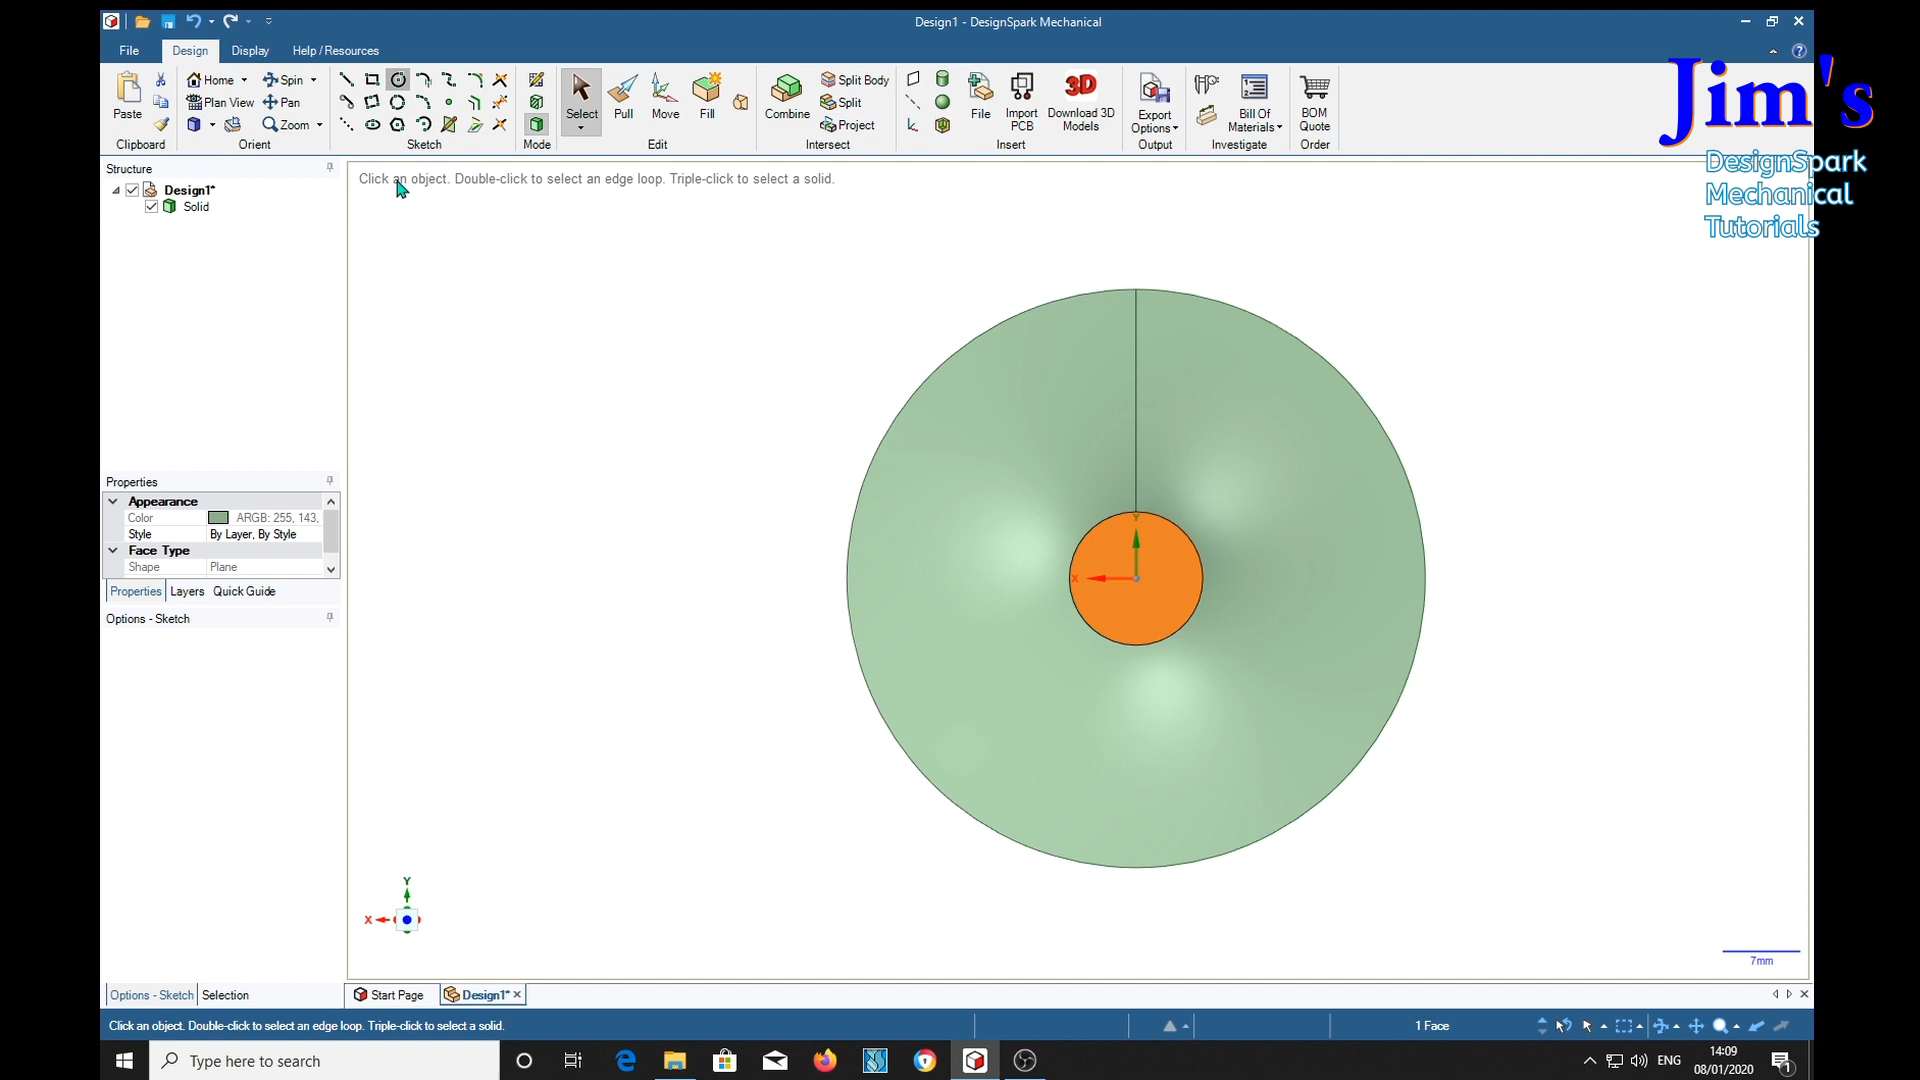 Design1 - DesignSpark Mechanical
File Design Display Help / Resources
Jim's
DesignSpark
Mechanical
Tutorials
Paste
Clipboard
Home
Plan View
Spin
Pan
Zoom
Orient
Sketch
Mode
Select
Pull
Move
Fill
Edit
Combine
Split Body
Split
Project
Intersect
File
Import
PCB
Download 3D
Models
3D
Insert
Export
Options
Output
Bill Of
Materials
Investigate
BOM
Quote
Order
Structure
Design1*
Solid
Click an object. Double-click to select an edge loop. Triple-click to select a solid.
Properties
Appearance
Color ARGB: 255, 143,
Style By Layer, By Style
Face Type
Shape Plane
Properties Layers Quick Guide
Options - Sketch
Y
X
Y
X
7mm
Options - Sketch Selection
Start Page Design1*
Click an object. Double-click to select an edge loop. Triple-click to select a solid.
1 Face
Type here to search
ENG
14:09
08/01/2020
1